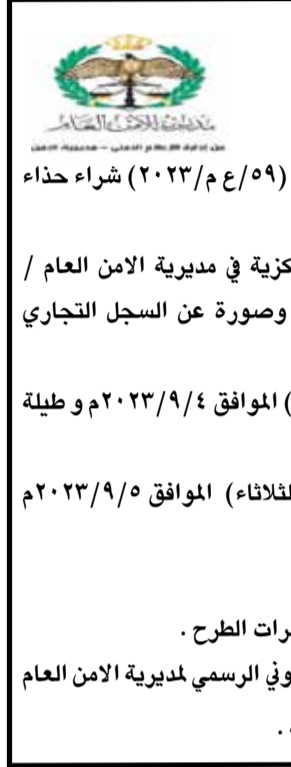 مديرية الأمن العام
(٥٩/ع م/٢٠٢٣) شراء حذاء
كزية في مديرية الامن العام /
وصورة عن السجل التجاري
) الموافق ٢٠٢٣/٩/٤م و طيلة
لثلاثاء) الموافق ٢٠٢٣/٩/٥م
رات الطرح .
وني الرسمي لمديرية الامن العام
.